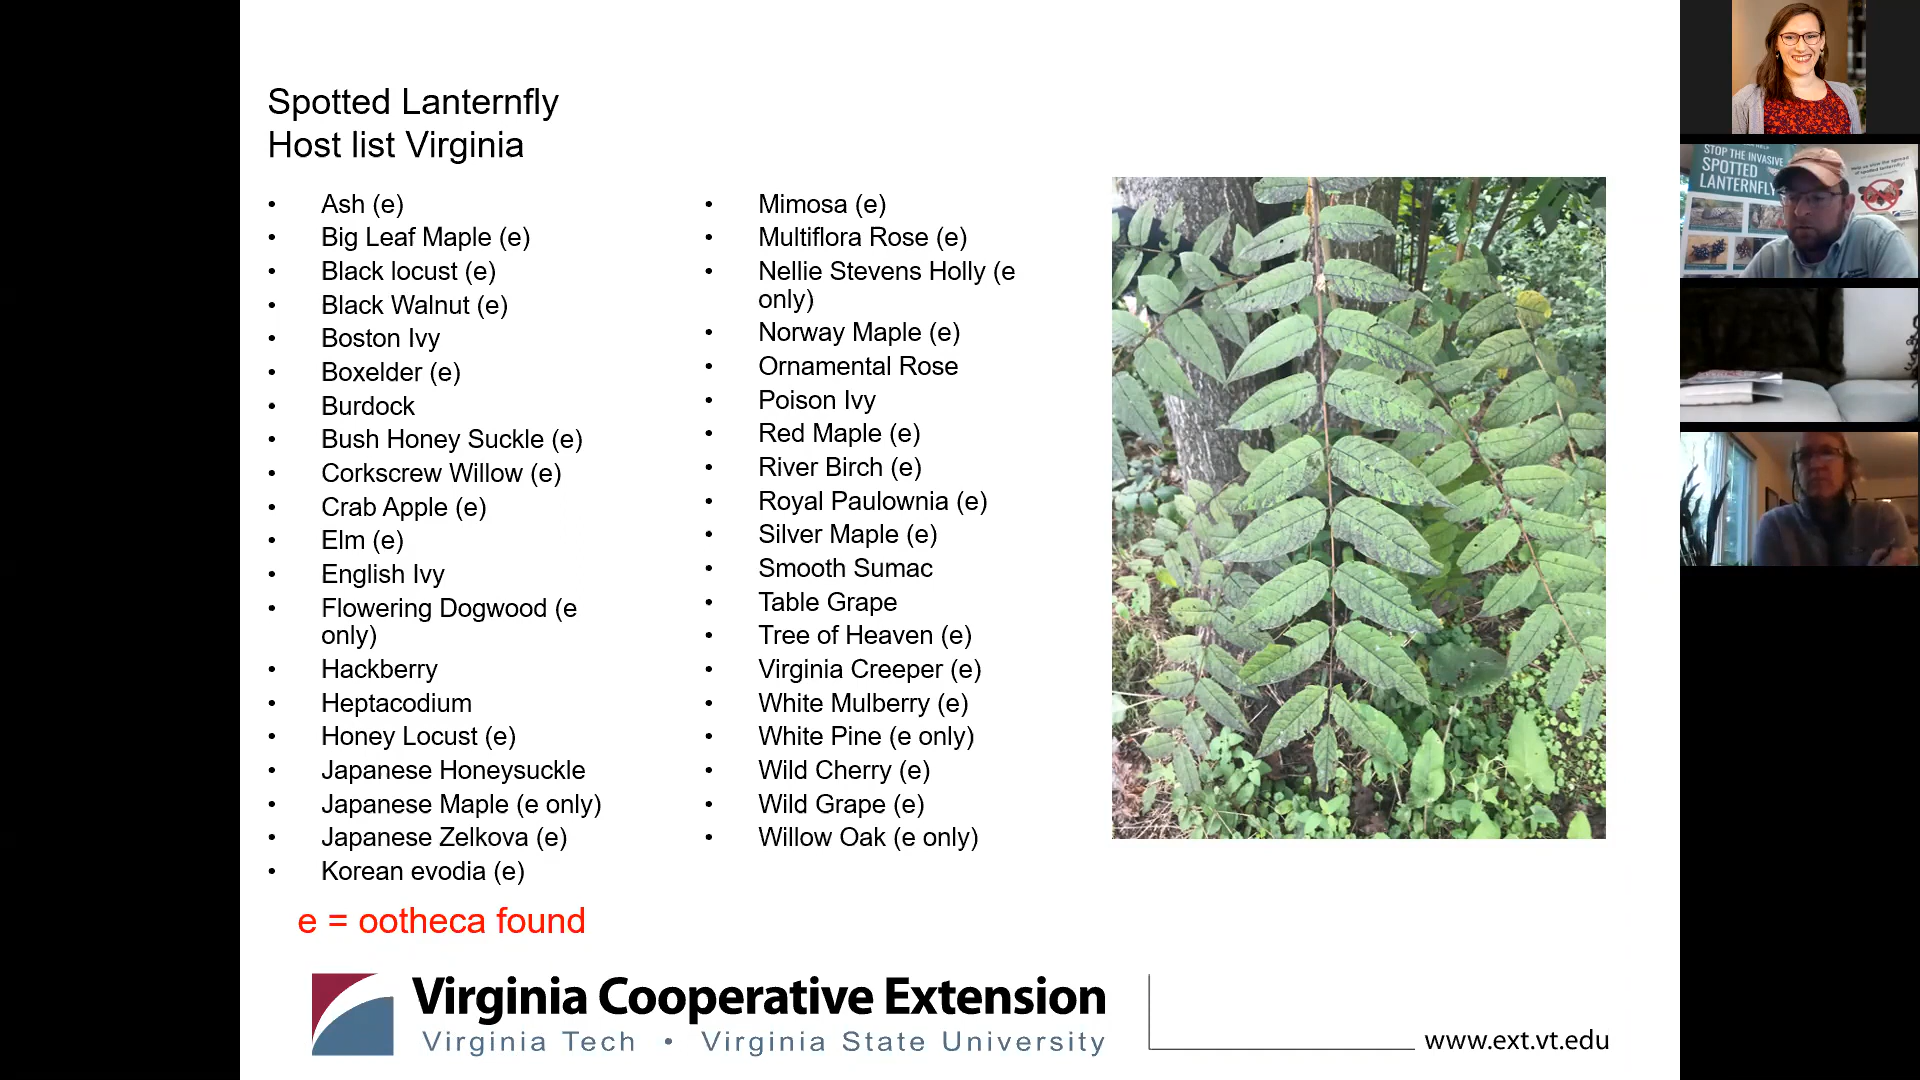 Spotted Lanternfly
Host list Virginia
• Ash (e)
• Big Leaf Maple (e)
• Black locust (e)
• Black Walnut (e)
• Boston Ivy
• Boxelder (e)
• Burdock
• Bush Honey Suckle (e)
• Corkscrew Willow (e)
• Crab Apple (e)
• Elm (e)
• English Ivy
• Flowering Dogwood (e
only)
• Hackberry
• Heptacodium
• Honey Locust (e)
• Japanese Honeysuckle
• Japanese Maple (e only)
• Japanese Zelkova (e)
• Korean evodia (e)
• Mimosa (e)
• Multiflora Rose (e)
• Nellie Stevens Holly (e
only)
• Norway Maple (e)
• Ornamental Rose
• Poison Ivy
• Red Maple (e)
• River Birch (e)
• Royal Paulownia (e)
• Silver Maple (e)
• Smooth Sumac
• Table Grape
• Tree of Heaven (e)
• Virginia Creeper (e)
• White Mulberry (e)
• White Pine (e only)
• Wild Cherry (e)
• Wild Grape (e)
• Willow Oak (e only)
e = ootheca found
Virginia Cooperative Extension
Virginia Tech • Virginia State University
www.ext.vt.edu
STOP THE INVASIVE
SPOTTED
LANTERNFLY